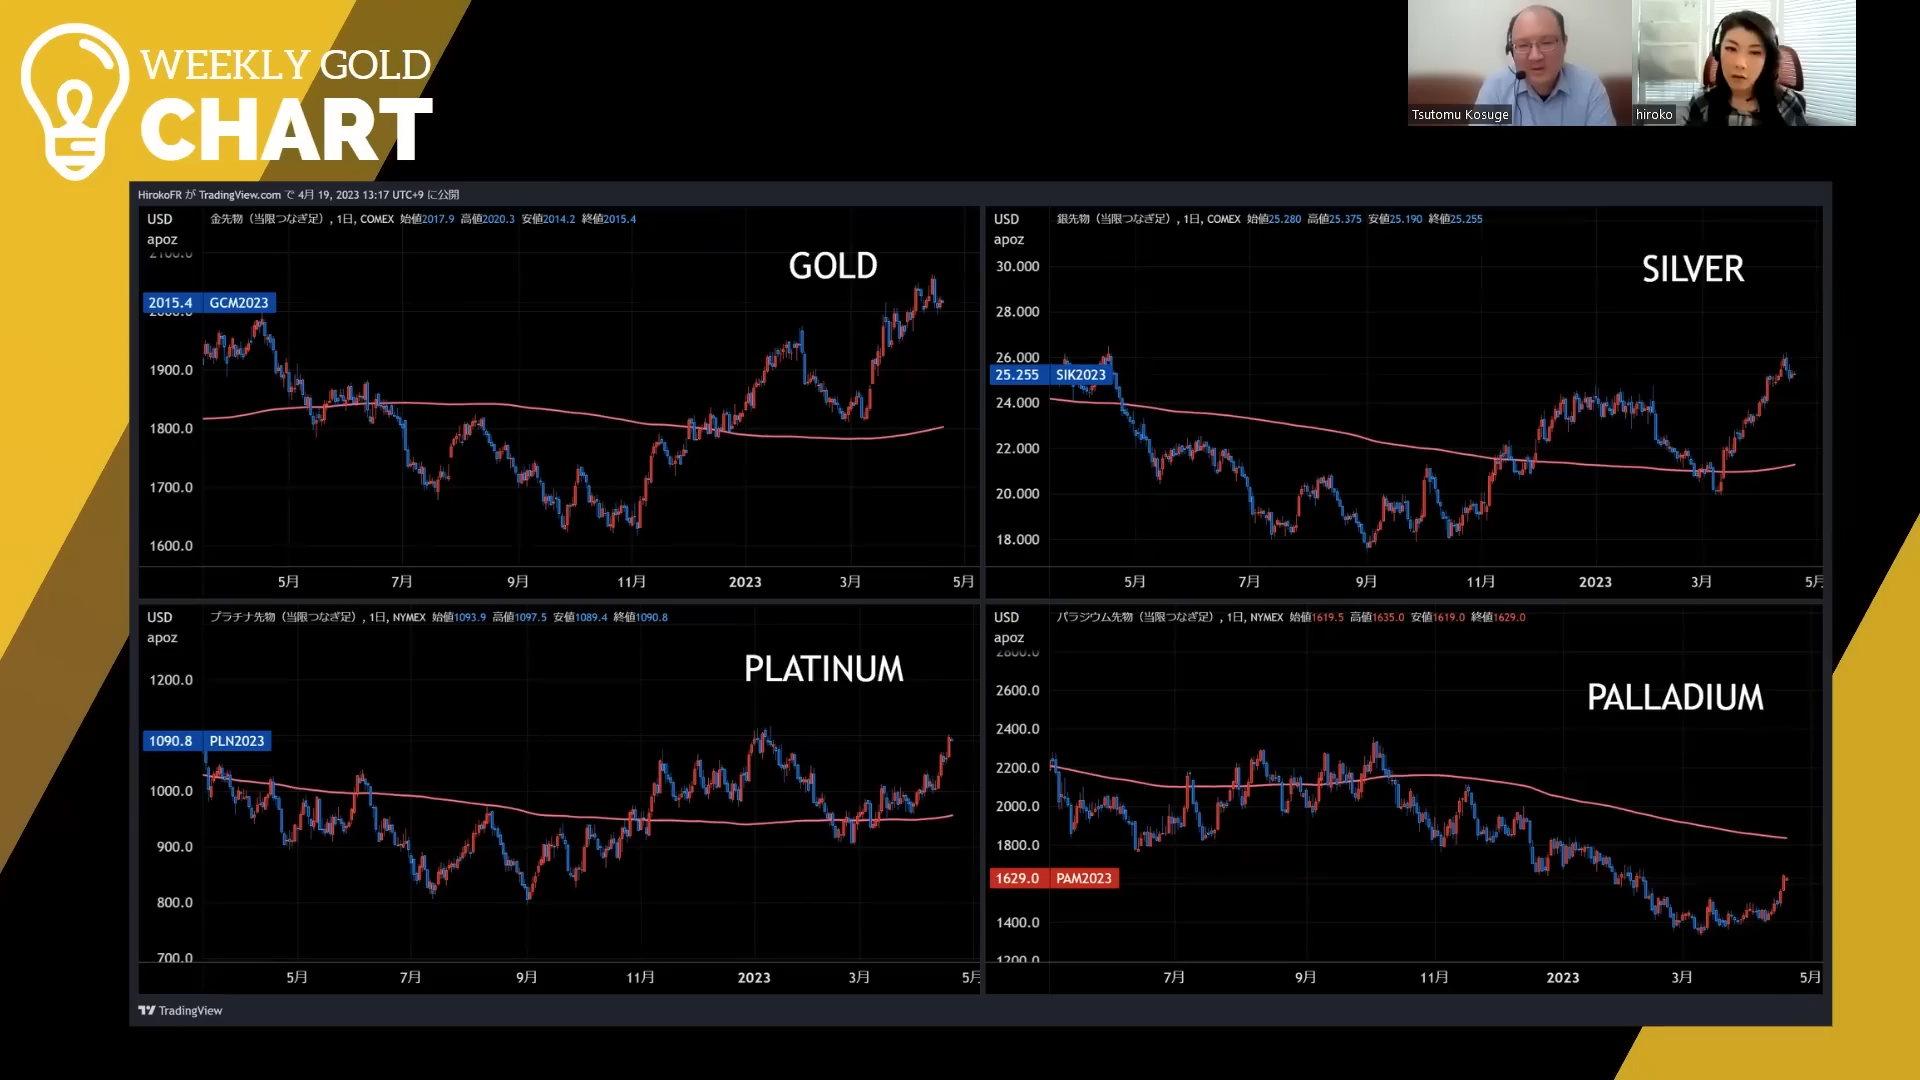 WEEKLY GOLD
CHART
Tsutomu Kosuge
hiroko
HirokoFR が TradingView.com で 4月 19, 2023 13:17 UTC+9 に公開
USD
apoz
金先物（当限つなぎ足）, 1日, COMEX 始値2017.9 高値2020.3 安値2014.2 終値2015.4
GOLD
2100.0
2015.4 GCM2023
2000.0
1900.0
1800.0
1700.0
1600.0
5月 7月 9月 11月 2023 3月 5月
USD
apoz
銀先物（当限つなぎ足）, 1日, COMEX 始値25.280 高値25.375 安値25.190 終値25.255
SILVER
30.000
28.000
26.000
25.255 SIK2023
24.000
22.000
20.000
18.000
5月 7月 9月 11月 2023 3月 5月
USD
apoz
プラチナ先物（当限つなぎ足）, 1日, NYMEX 始値1093.9 高値1097.5 安値1089.4 終値1090.8
PLATINUM
1200.0
1090.8 PLN2023
1000.0
900.0
800.0
700.0
5月 7月 9月 11月 2023 3月 5月
USD
apoz
パラジウム先物（当限つなぎ足）, 1日, NYMEX 始値1619.5 高値1635.0 安値1619.0 終値1629.0
PALLADIUM
2800.0
2600.0
2400.0
2200.0
2000.0
1800.0
1629.0 PAM2023
1400.0
1200.0
7月 9月 11月 2023 3月 5月
TradingView